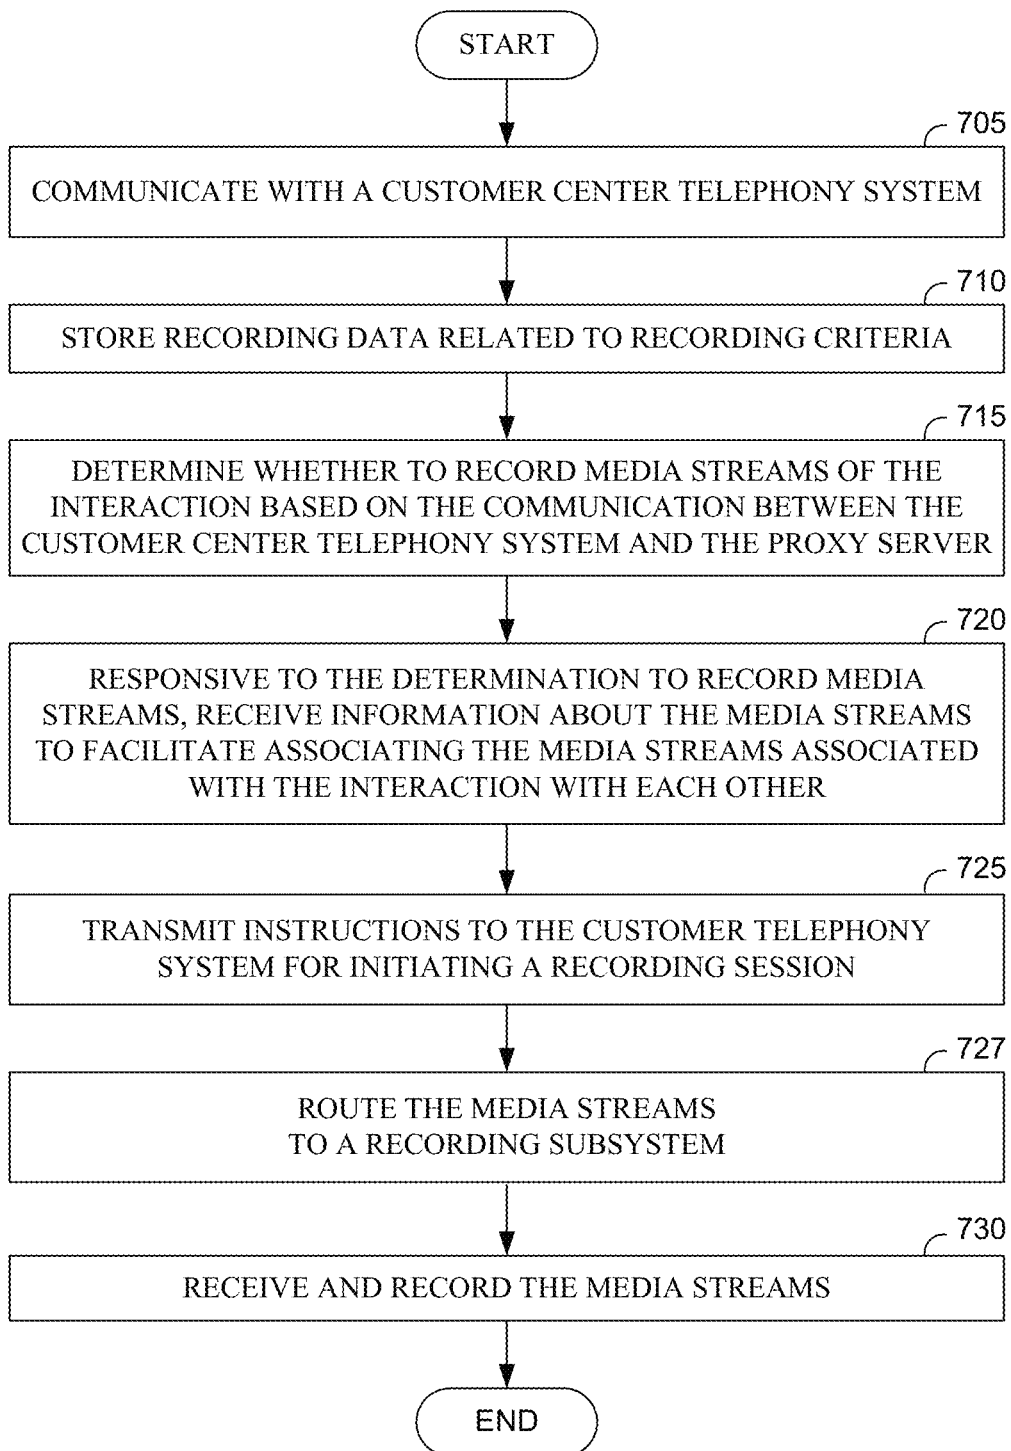 START
705
COMMUNICATE WITH A CUSTOMER CENTER TELEPHONY SYSTEM
710
STORE RECORDING DATA RELATED TO RECORDING CRITERIA
715
DETERMINE WHETHER TO RECORD MEDIA STREAMS OF THE
INTERACTION BASED ON THE COMMUNICATION BETWEEN THE
CUSTOMER CENTER TELEPHONY SYSTEM AND THE PROXY SERVER
720
RESPONSIVE TO THE DETERMINATION TO RECORD MEDIA
STREAMS, RECEIVE INFORMATION ABOUT THE MEDIA STREAMS
TO FACILITATE ASSOCIATING THE MEDIA STREAMS ASSOCIATED
WITH THE INTERACTION WITH EACH OTHER
725
TRANSMIT INSTRUCTIONS TO THE CUSTOMER TELEPHONY
SYSTEM FOR INITIATING A RECORDING SESSION
727
ROUTE THE MEDIA STREAMS
TO A RECORDING SUBSYSTEM
730
RECEIVE AND RECORD THE MEDIA STREAMS
END